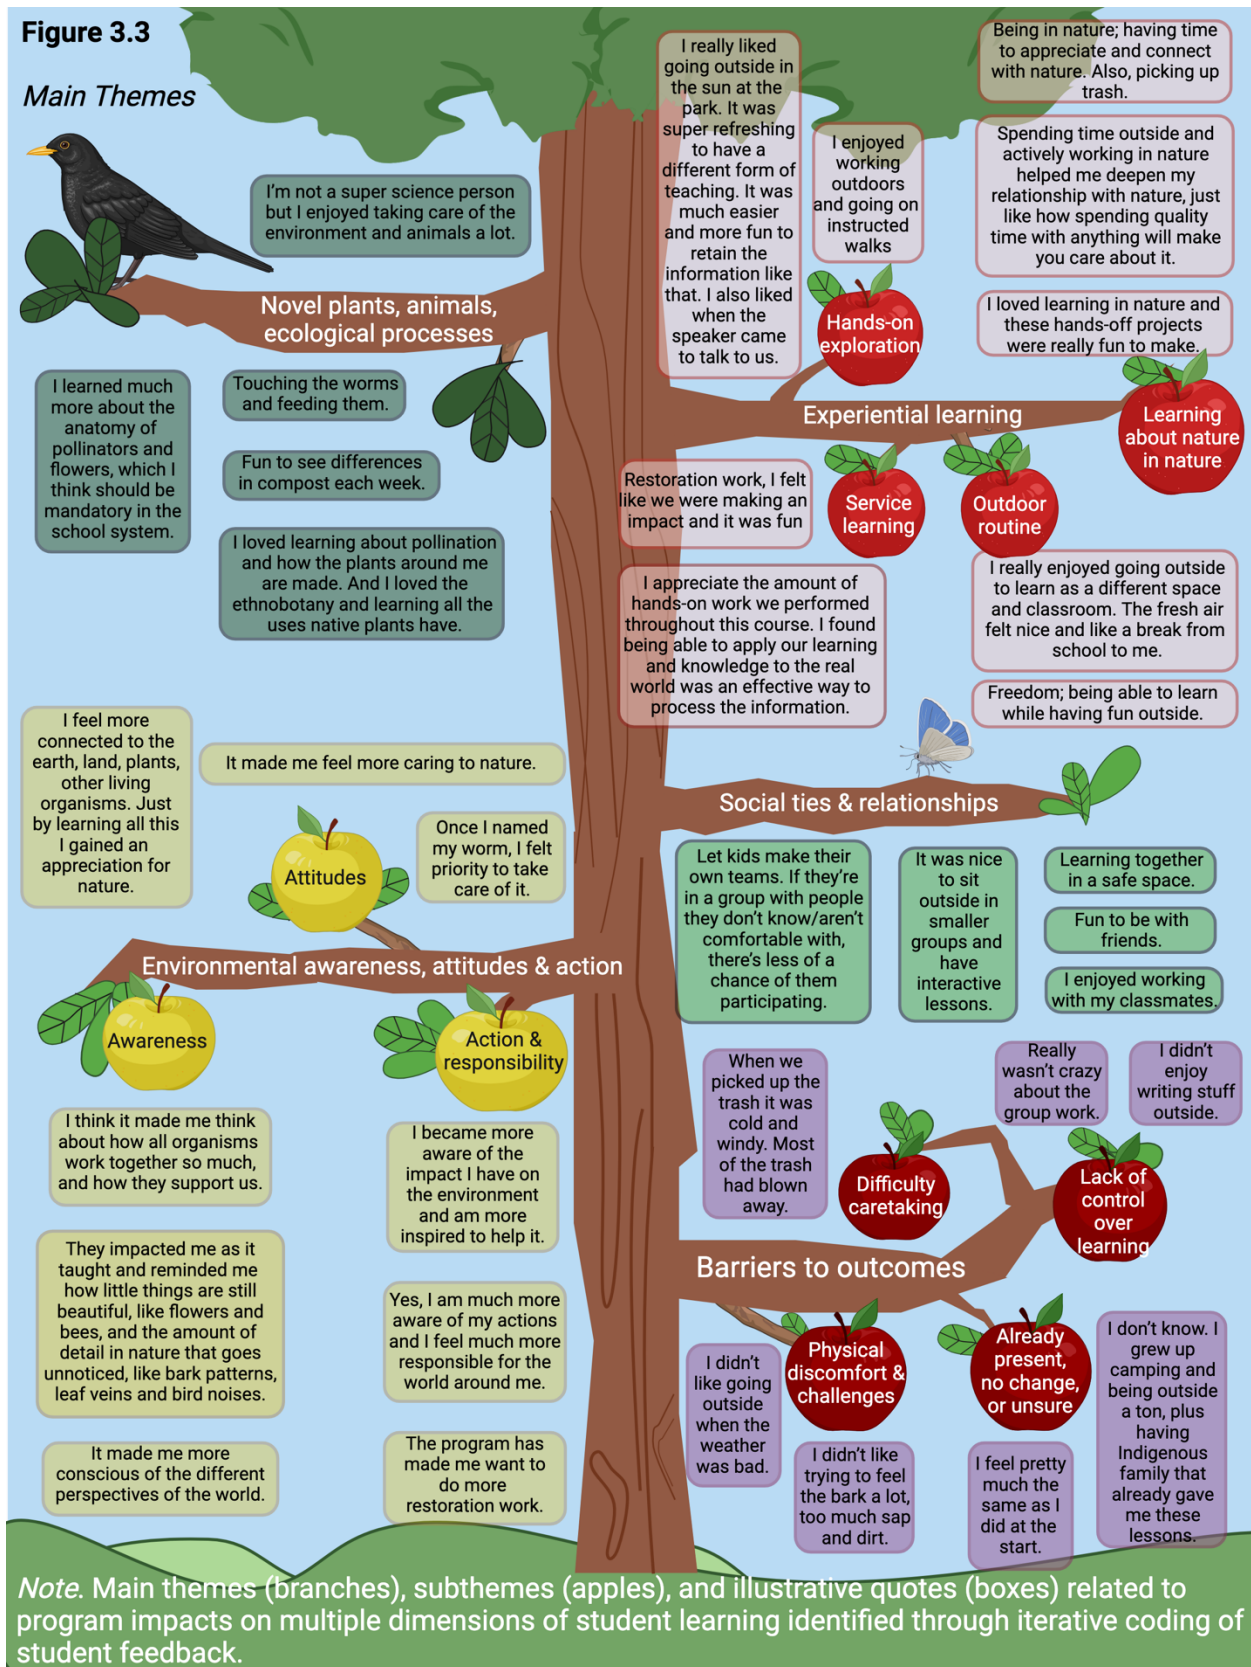 Figure 3.3
Main Themes
I'm not a super science person
but I enjoyed taking care of the
environment and animals a lot.
Novel plants, animals,
ecological processes
I learned much
more about the
anatomy of
pollinators and
flowers, which I
think should be
mandatory in the
school system.
Touching the worms
and feeding them.
Fun to see differences
in compost each week.
I loved learning about pollination
and how the plants around me
are made. And I loved the
ethnobotany and learning all the
uses native plants have.
I really liked
going outside in
the sun at the
park. It was
super refreshing
to have a
different form of
teaching. It was
much easier
and more fun to
retain the
information like
that. I also liked
when the
speaker came
to talk to us.
I enjoyed
working
outdoors
and going on
instructed
walks
Being in nature; having time
to appreciate and connect
with nature. Also, picking up
trash.
Spending time outside and
actively working in nature
helped me deepen my
relationship with nature, just
like how spending quality
time with anything will make
you care about it.
I loved learning in nature and
these hands-off projects
were really fun to make.
Hands-on
exploration
Experiential learning
Learning
about nature
in nature
Service
learning
Outdoor
routine
Restoration work, I felt
like we were making an
impact and it was fun
I appreciate the amount of
hands-on work we performed
throughout this course. I found
being able to apply our learning
and knowledge to the real
world was an effective way to
process the information.
I really enjoyed going outside
to learn as a different space
and classroom. The fresh air
felt nice and like a break from
school to me.
Freedom; being able to learn
while having fun outside.
I feel more
connected to the
earth, land, plants,
other living
organisms. Just
by learning all this
I gained an
appreciation for
nature.
It made me feel more caring to nature.
Once I named
my worm, I felt
priority to take
care of it.
Attitudes
Environmental awareness, attitudes & action
Awareness
Action &
responsibility
I think it made me think
about how all organisms
work together so much,
and how they support us.
They impacted me as it
taught and reminded me
how little things are still
beautiful, like flowers and
bees, and the amount of
detail in nature that goes
unnoticed, like bark patterns,
leaf veins and bird noises.
It made me more
conscious of the different
perspectives of the world.
I became more
aware of the
impact I have on
the environment
and am more
inspired to help it.
Yes, I am much more
aware of my actions
and I feel much more
responsible for the
world around me.
The program has
made me want to
do more
restoration work.
Social ties & relationships
Let kids make their
own teams. If they're
in a group with people
they don't know/aren't
comfortable with,
there's less of a
chance of them
participating.
It was nice
to sit
outside in
smaller
groups and
have
interactive
lessons.
Learning together
in a safe space.
Fun to be with
friends.
I enjoyed working
with my classmates.
When we
picked up the
trash it was
cold and
windy. Most
of the trash
had blown
away.
Really
wasn't crazy
about the
group work.
I didn't
enjoy
writing stuff
outside.
Difficulty
caretaking
Lack of
control
over
learning
Barriers to outcomes
Physical
discomfort &
challenges
Already
present,
no change,
or unsure
I didn't
like going
outside
when the
weather
was bad.
I didn't like
trying to feel
the bark a lot,
too much sap
and dirt.
I feel pretty
much the
same as I
did at the
start.
I don't know. I
grew up
camping and
being outside
a ton, plus
having
Indigenous
family that
already gave
me these
lessons.
Note. Main themes (branches), subthemes (apples), and illustrative quotes (boxes) related to
program impacts on multiple dimensions of student learning identified through iterative coding of
student feedback.